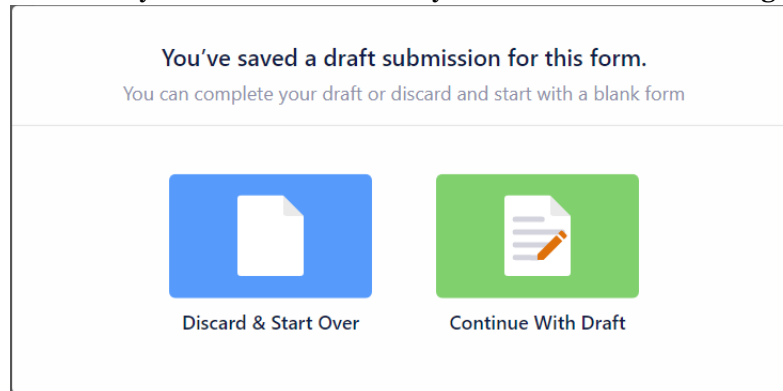 You've saved a draft submission for this form.
You can complete your draft or discard and start with a blank form
Discard & Start Over
Continue With Draft